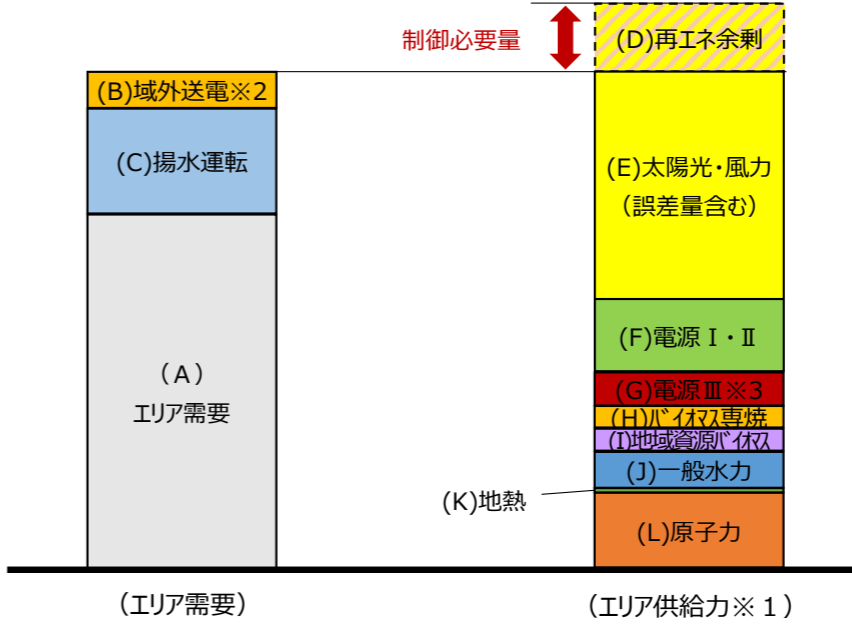 制御必要量
(D)再エネ余剰
(B)域外送電※2
(C)揚水運転
(A)
エリア需要
(E)太陽光・風力
(誤差量含む)
(F)電源Ⅰ・Ⅱ
(G)電源Ⅲ※3
(H)バイオマス専焼
(I)地域資源バイオマス
(J)一般水力
(K)地熱
(L)原子力
(エリア需要)
(エリア供給力※1)